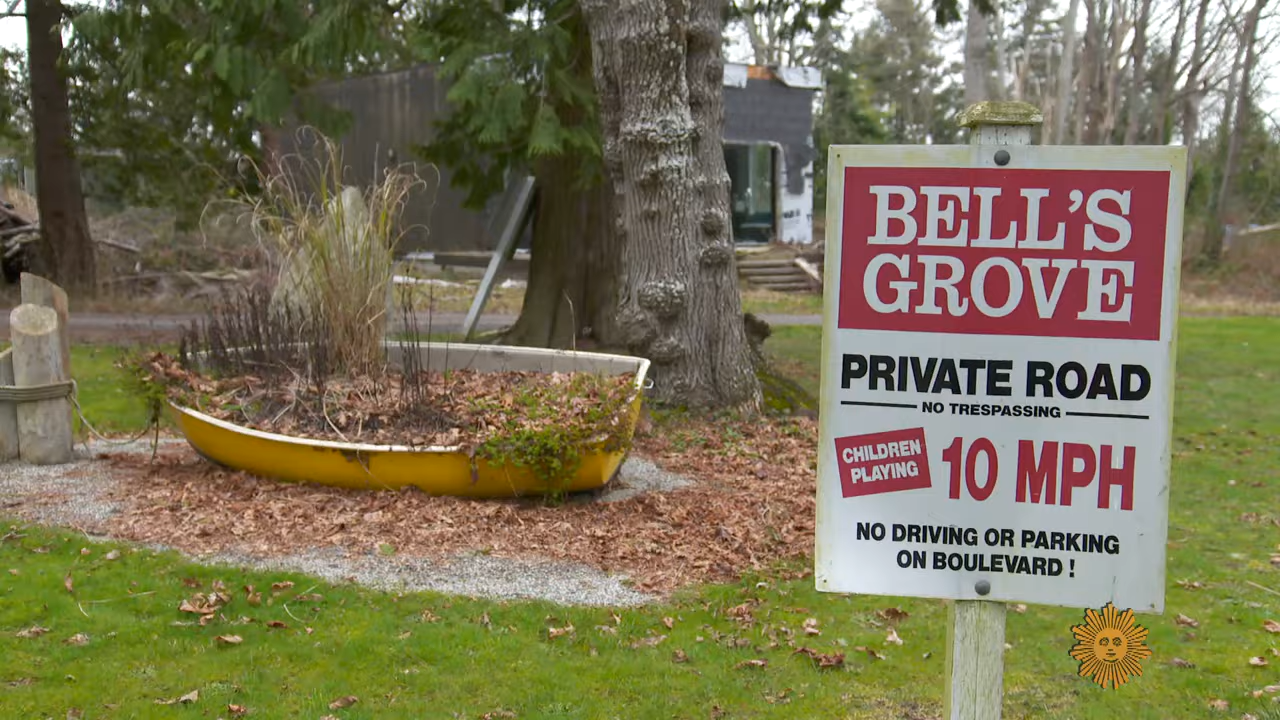 BELL'S
GROVE
PRIVATE ROAD
NO TRESPASSING
CHILDREN
PLAYING
10 MPH
NO DRIVING OR PARKING
ON BOULEVARD !